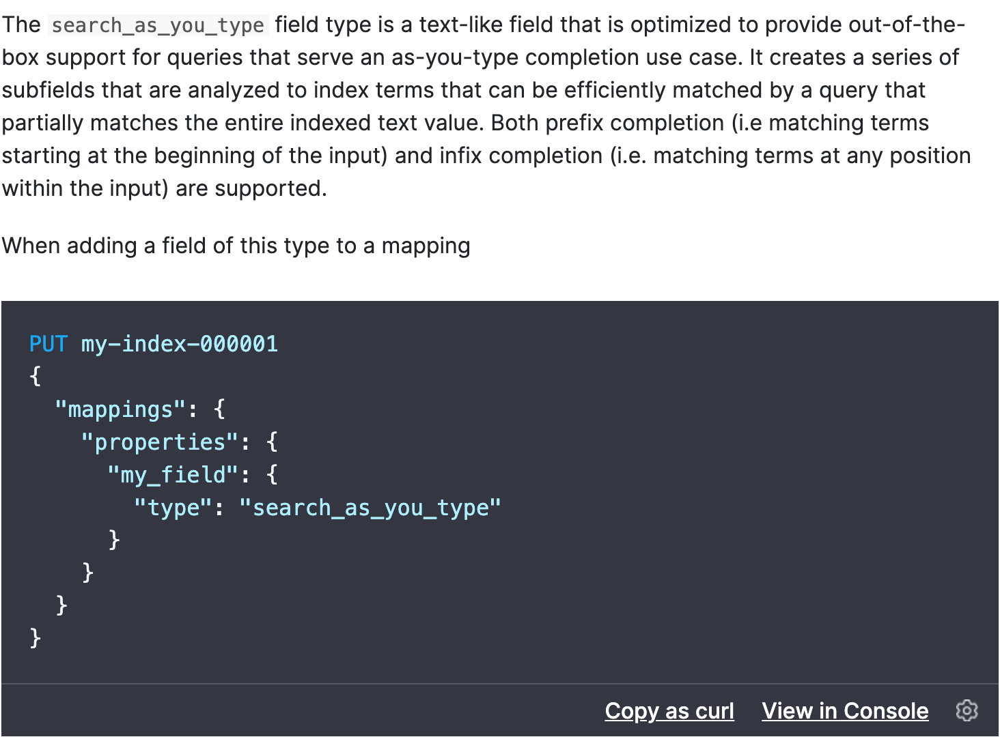 The search_as_you_type field type is a text-like field that is optimized to provide out-of-the-
box support for queries that serve an as-you-type completion use case. It creates a series of
subfields that are analyzed to index terms that can be efficiently matched by a query that
partially matches the entire indexed text value. Both prefix completion (i.e matching terms
starting at the beginning of the input) and infix completion (i.e. matching terms at any position
within the input) are supported.
When adding a field of this type to a mapping
PUT my-index-000001
{
  "mappings": {
    "properties": {
      "my_field": {
        "type": "search_as_you_type"
      }
    }
  }
}
Copy as curl View in Console